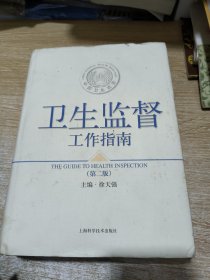 卫生监督
工作指南
THE GUIDE TO HEALTH INSPECTION
(第二版)
主编·徐天强
上海科学技术出版社